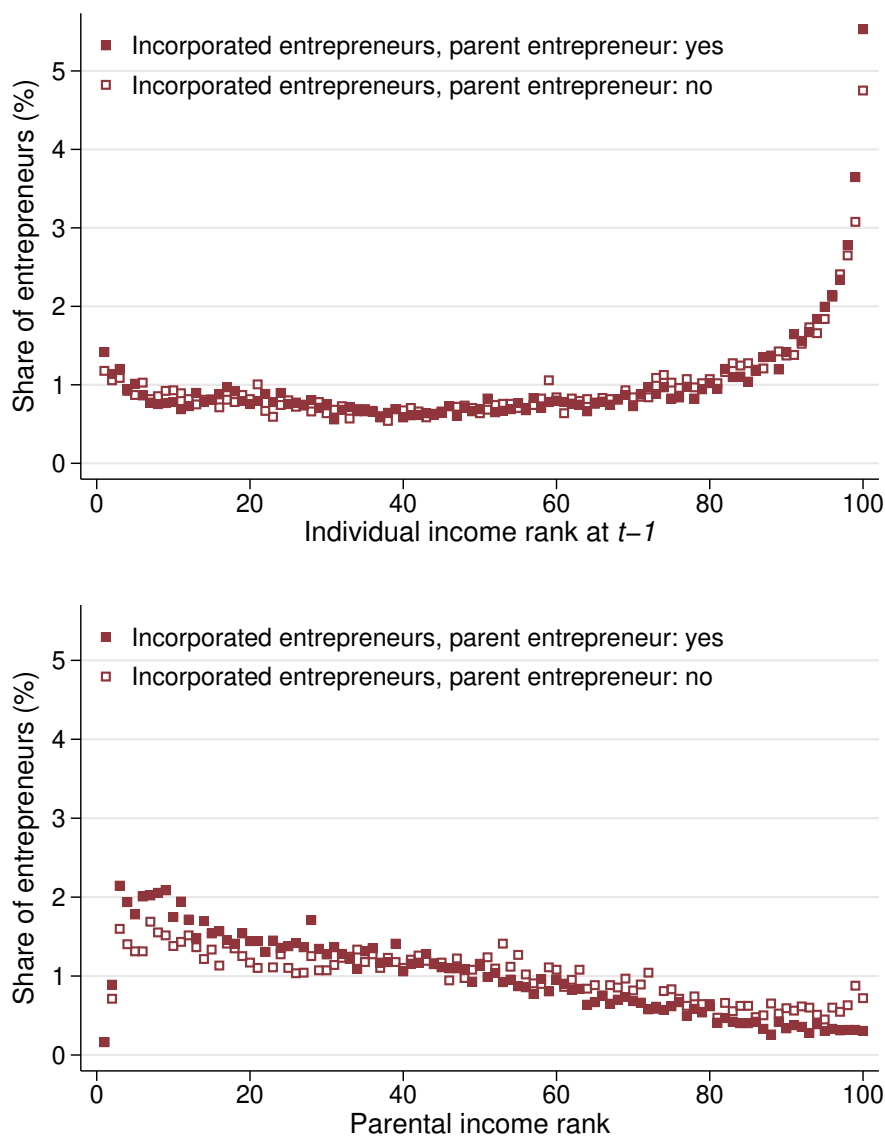 Incorporated entrepreneurs, parent entrepreneur: yes
Incorporated entrepreneurs, parent entrepreneur: no
Share of entrepreneurs (%)
5
4
3
2
1
0
0 20 40 60 80 100
Individual income rank at t−1
Incorporated entrepreneurs, parent entrepreneur: yes
Incorporated entrepreneurs, parent entrepreneur: no
Share of entrepreneurs (%)
5
4
3
2
1
0
0 20 40 60 80 100
Parental income rank